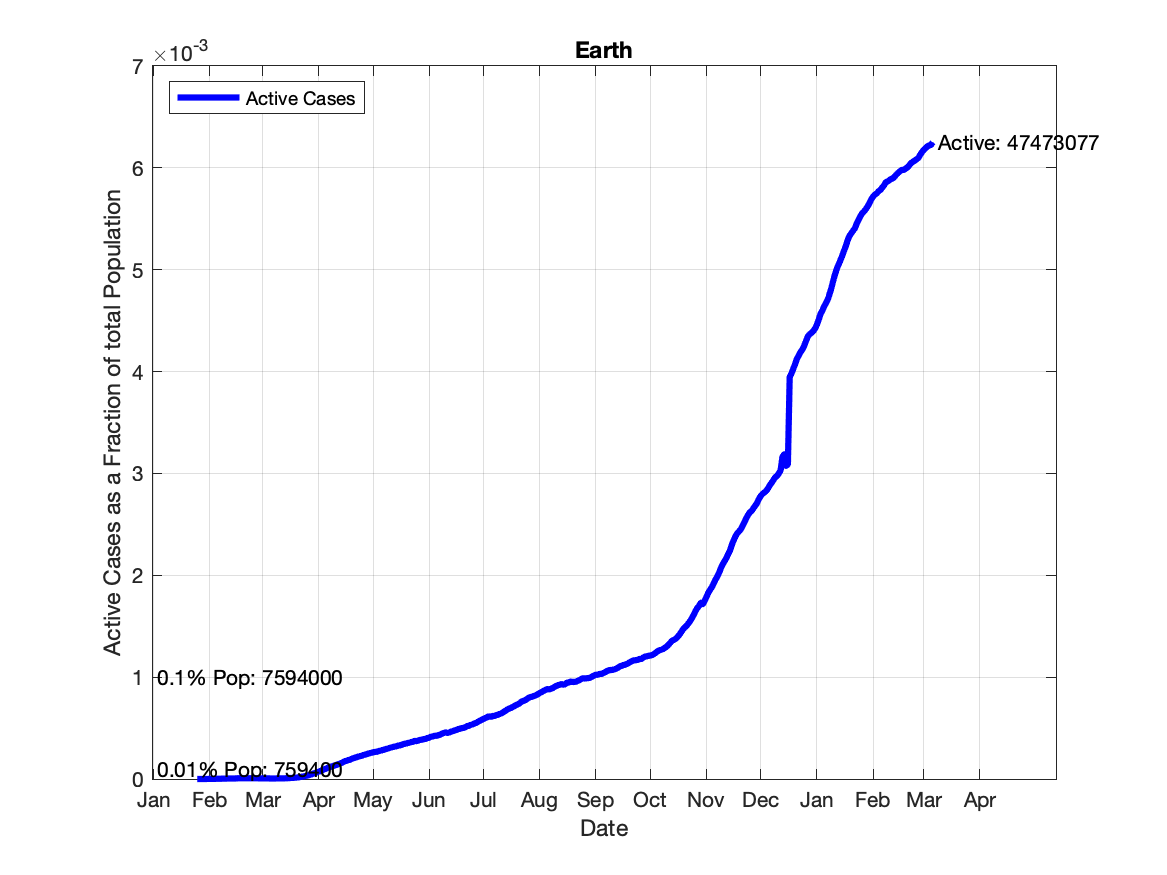 Earth
×10-3
7
6
5
4
3
2
1
0
Active Cases as a Fraction of total Population
Active Cases
Active: 47473077
0.1% Pop: 7594000
0.01% Pop: 759400
Jan Feb Mar Apr May Jun Jul Aug Sep Oct Nov Dec Jan Feb Mar Apr
Date